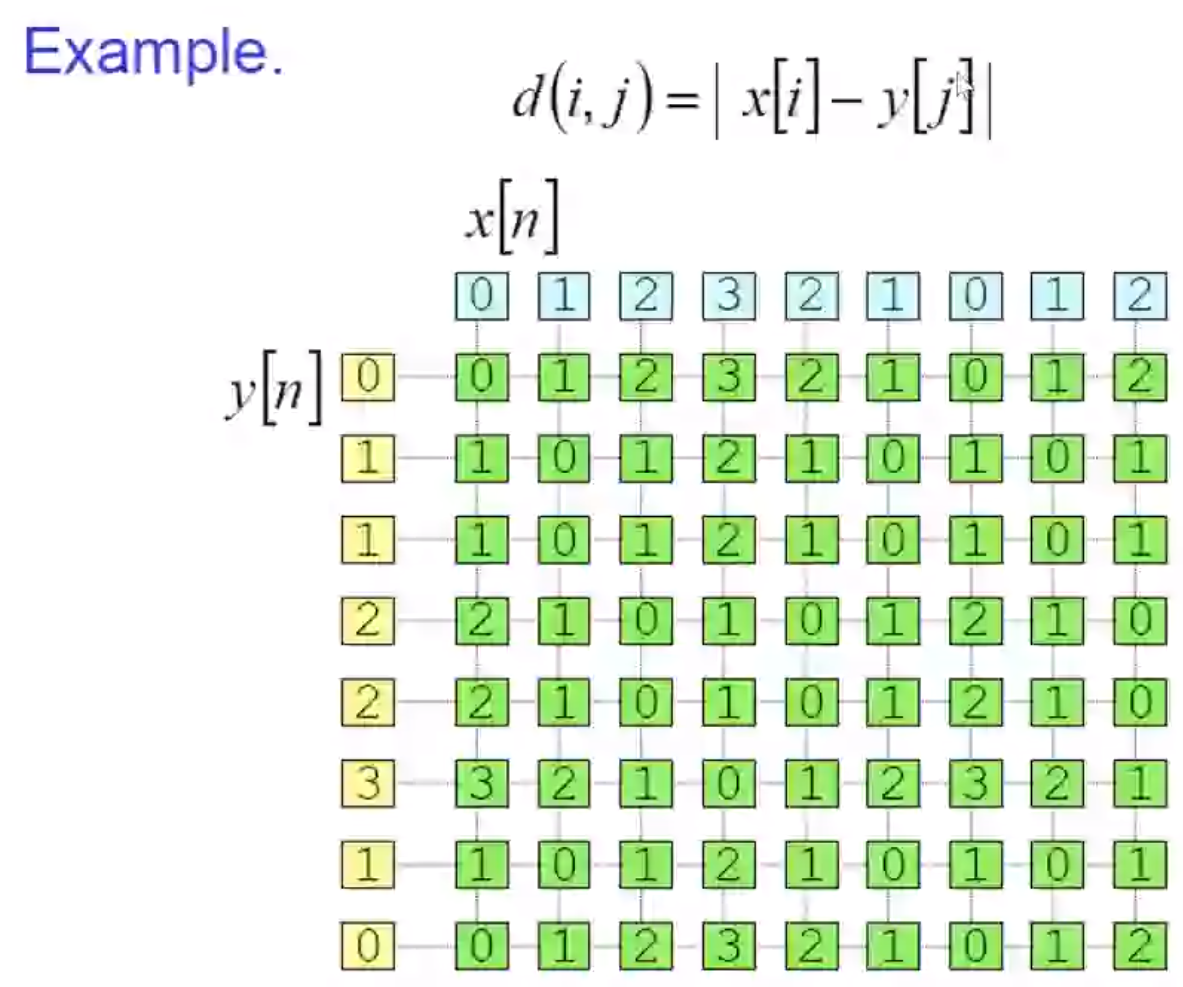 Example.
d(i, j) = | x[i] − y[j] |
x[n]
0 1 2 3 2 1 0 1 2
y[n] 0 0 1 2 3 2 1 0 1 2
1 1 0 1 2 1 0 1 0 1
1 1 0 1 2 1 0 1 0 1
2 2 1 0 1 0 1 2 1 0
2 2 1 0 1 0 1 2 1 0
3 3 2 1 0 1 2 3 2 1
1 1 0 1 2 1 0 1 0 1
0 0 1 2 3 2 1 0 1 2